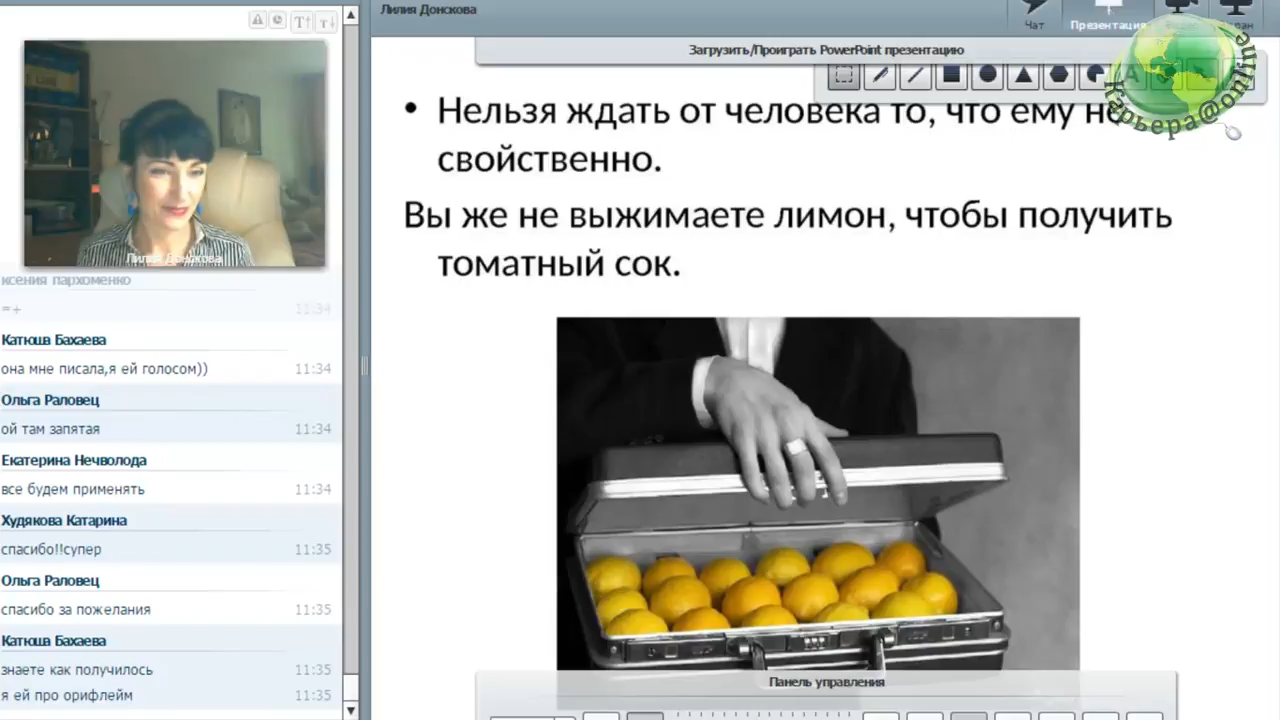 Лилия Донскова
Чат
Презентация
Загрузить/Проиграть PowerPoint презентацию
Карьера@online
• Нельзя ждать от человека то, что ему не
свойственно.
Вы же не выжимаете лимон, чтобы получить
томатный сок.
Панель управления
Лилия Донскова
ксения пархоменко
=+ 11:34
Катюша Бахаева
она мне писала,я ей голосом)) 11:34
Ольга Раловец
ой там запятая 11:34
Екатерина Нечволода
все будем применять 11:34
Худякова Катарина
спасибо!!супер 11:35
Ольга Раловец
спасибо за пожелания 11:35
Катюша Бахаева
знаете как получилось 11:35
я ей про орифлейм 11:35